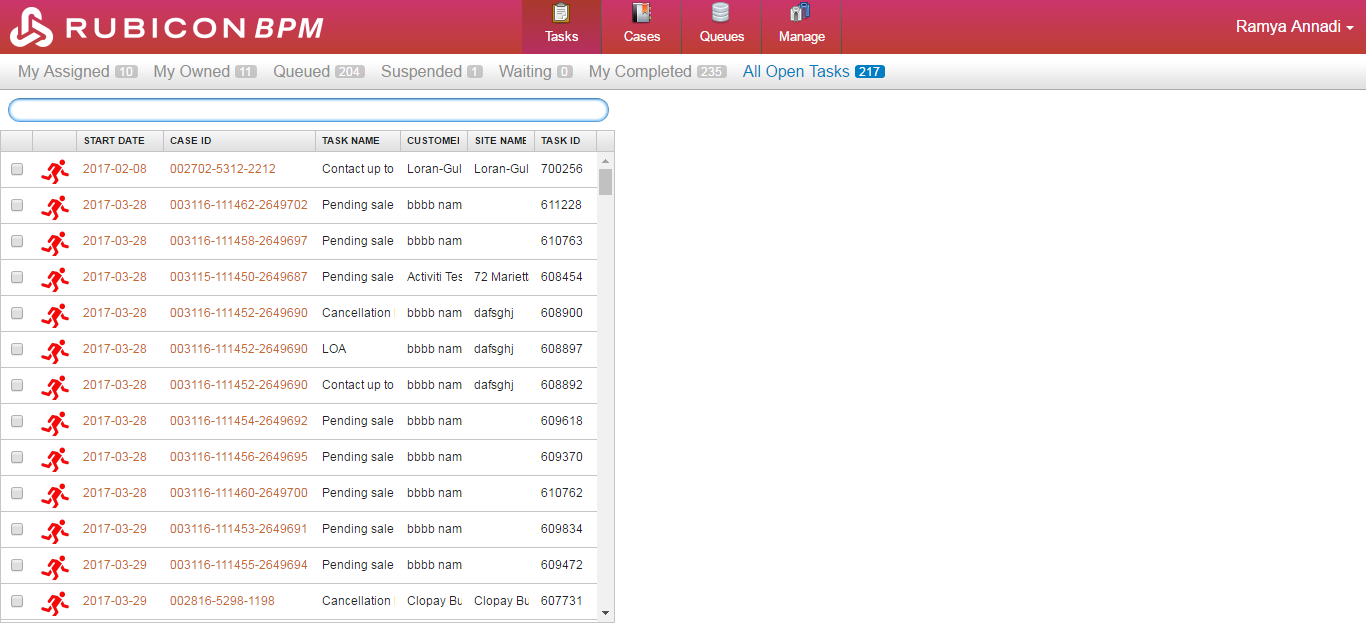 RUBICON BPM
Tasks Cases Queues Manage
Ramya Annadi
My Assigned 10 My Owned 11 Queued 204 Suspended 1 Waiting 0 My Completed 235 All Open Tasks 217
START DATE CASE ID TASK NAME CUSTOMEI SITE NAME TASK ID
2017-02-08 002702-5312-2212 Contact up to Loran-Gul Loran-Gul 700256
2017-03-28 003116-111462-2649702 Pending sale bbbb nam 611228
2017-03-28 003116-111458-2649697 Pending sale bbbb nam 610763
2017-03-28 003115-111450-2649687 Pending sale Activiti Tes 72 Mariett 608454
2017-03-28 003116-111452-2649690 Cancellation bbbb nam dafsghj 608900
2017-03-28 003116-111452-2649690 LOA bbbb nam dafsghj 608897
2017-03-28 003116-111452-2649690 Contact up to bbbb nam dafsghj 608892
2017-03-28 003116-111454-2649692 Pending sale bbbb nam 609618
2017-03-28 003116-111456-2649695 Pending sale bbbb nam 609370
2017-03-28 003116-111460-2649700 Pending sale bbbb nam 610762
2017-03-29 003116-111453-2649691 Pending sale bbbb nam 609834
2017-03-29 003116-111455-2649694 Pending sale bbbb nam 609472
2017-03-29 002816-5298-1198 Cancellation Clopay Bu Clopay Bu 607731